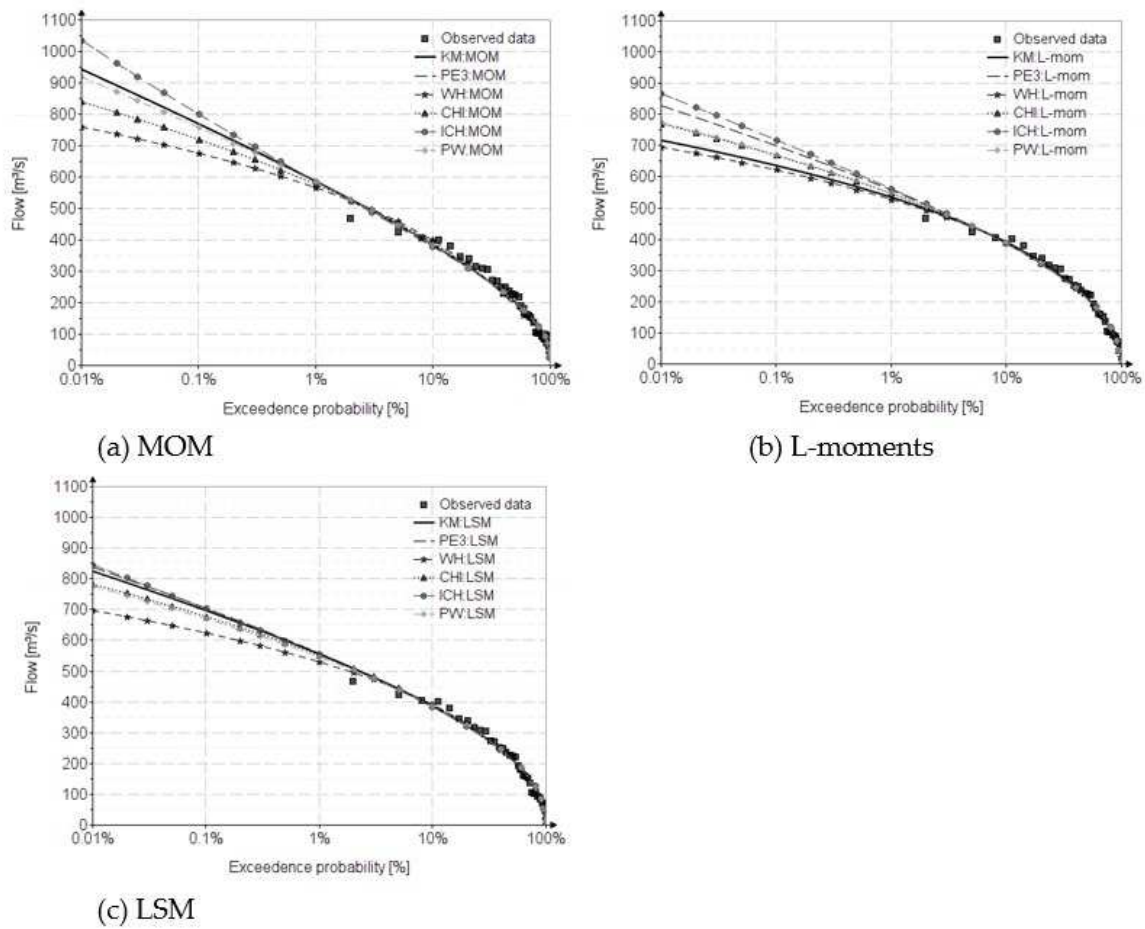 1100
1000
900
800
700
600
500
400
300
200
100
0
Flow [m³/s]
0.01% 0.1% 1% 10% 100%
Exceedence probability [%]
Observed data
KM:MOM
PE3:MOM
WH:MOM
CHI:MOM
ICH:MOM
PW:MOM
(a) MOM
1100
1000
900
800
700
600
500
400
300
200
100
0
Flow [m³/s]
0.01% 0.1% 1% 10% 100%
Exceedence probability [%]
Observed data
KM:L-mom
PE3:L-mom
WH:L-mom
CHI:L-mom
ICH:L-mom
PW:L-mom
(b) L-moments
1100
1000
900
800
700
600
500
400
300
200
100
0
Flow [m³/s]
0.01% 0.1% 1% 10% 100%
Exceedence probability [%]
Observed data
KM:LSM
PE3:LSM
WH:LSM
CHI:LSM
ICH:LSM
PW:LSM
(c) LSM